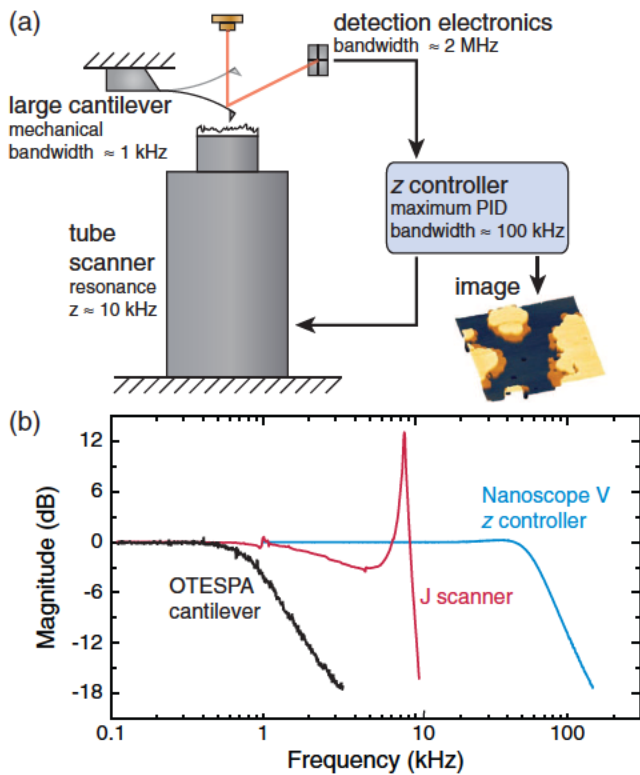 (a)
detection electronics
bandwidth ≈ 2 MHz
large cantilever
mechanical
bandwidth ≈ 1 kHz
z controller
maximum PID
bandwidth ≈ 100 kHz
tube
scanner
resonance
z ≈ 10 kHz
image
(b)
12
6
0
-6
-12
-18
Magnitude (dB)
Nanoscope V
z controller
OTESPA
cantilever
J scanner
0.1
1
10
100
Frequency (kHz)